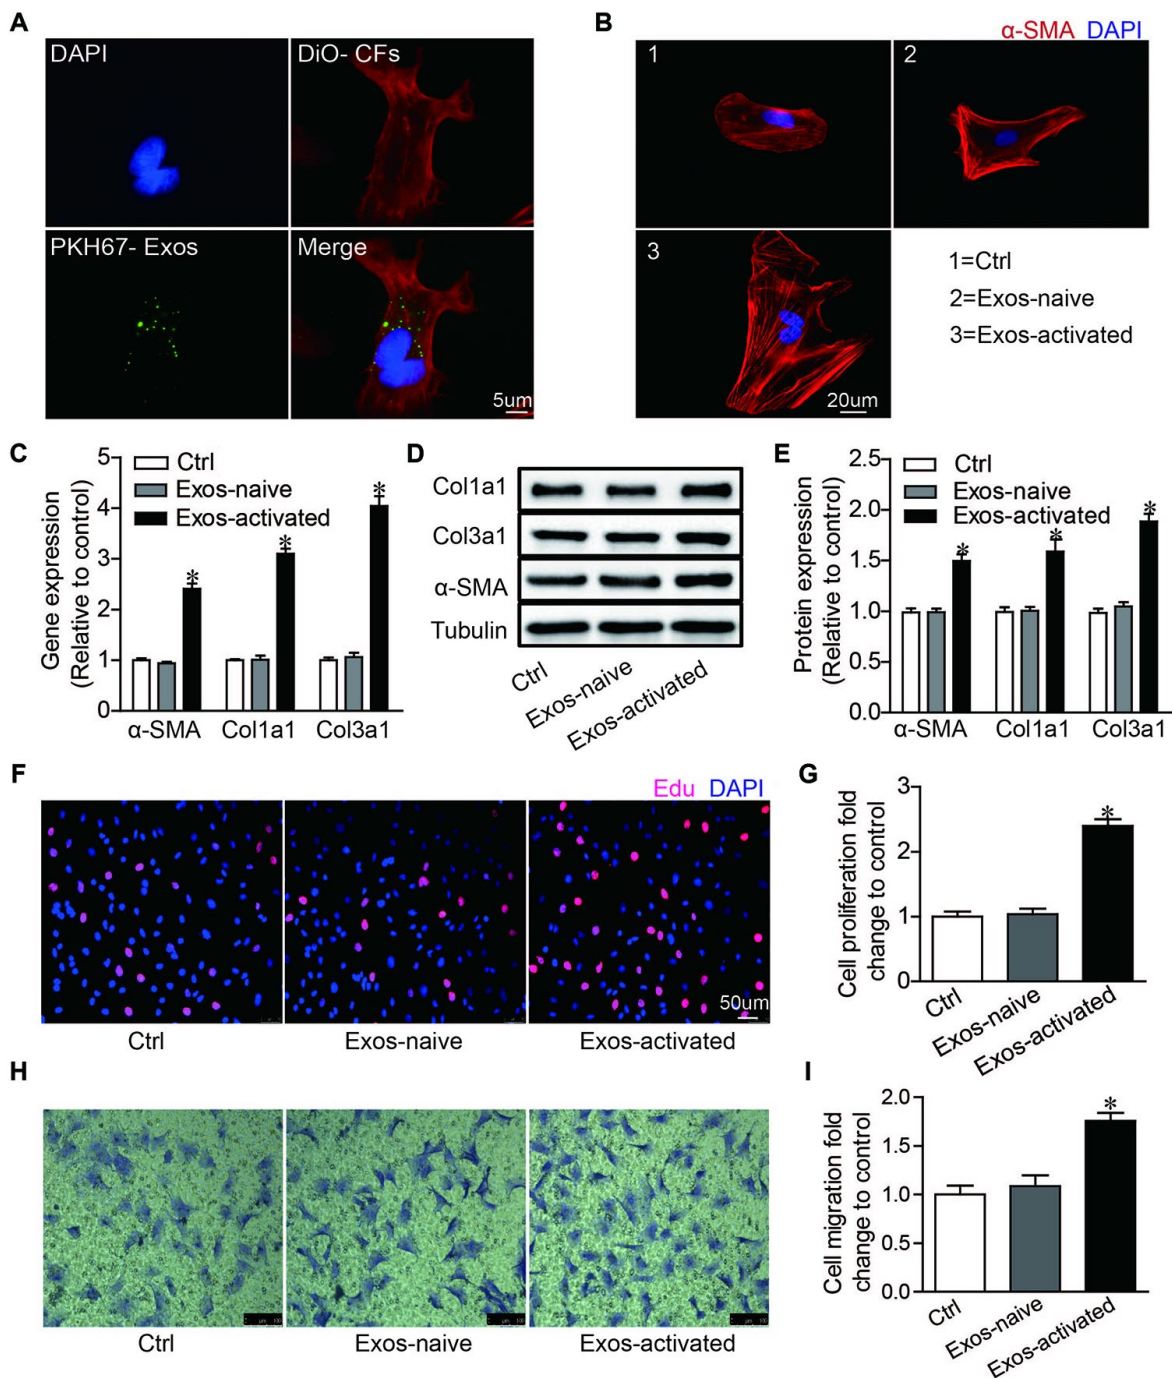 A
DAPI
DiO- CFs
PKH67- Exos
Merge
5um
B
α-SMA DAPI
1
2
3
20um
1=Ctrl
2=Exos-naive
3=Exos-activated
C
Gene expression
(Relative to control)
5
4
3
2
1
0
Ctrl
Exos-naive
Exos-activated
*
*
*
α-SMA
Col1a1
Col3a1
D
Col1a1
Col3a1
α-SMA
Tubulin
Ctrl
Exos-naive
Exos-activated
E
Protein expression
(Relative to control)
2.5
2.0
1.5
1.0
0.5
0.0
Ctrl
Exos-naive
Exos-activated
*
*
*
α-SMA
Col1a1
Col3a1
F
Edu DAPI
50um
Ctrl
Exos-naive
Exos-activated
G
Cell proliferation fold
change to control
3
2
1
0
*
Ctrl
Exos-naive
Exos-activated
H
Ctrl
Exos-naive
Exos-activated
I
Cell migration fold
change to control
2.0
1.5
1.0
0.5
0.0
*
Ctrl
Exos-naive
Exos-activated